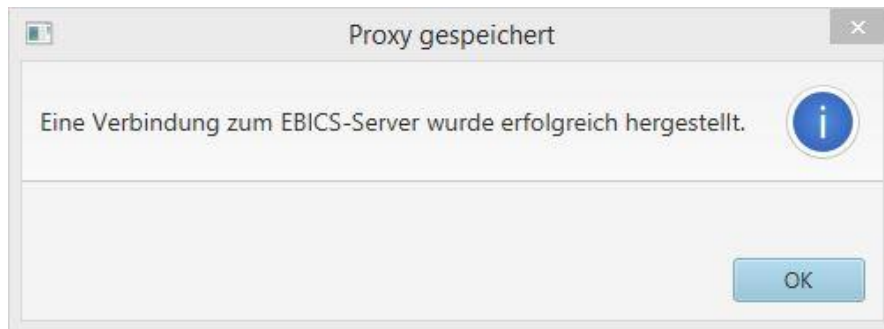 Proxy gespeichert
Eine Verbindung zum EBICS-Server wurde erfolgreich hergestellt.
OK